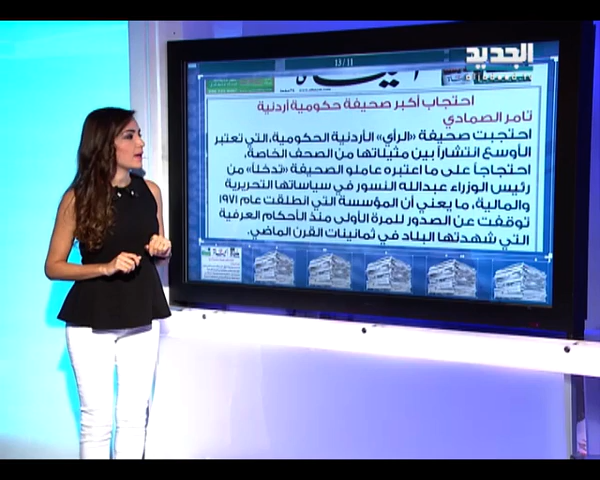 الجديد
13/11
احتجاب أكبر صحيفة حكومية أردنية
تامر الصمادي
احتجبت صحيفة «الرأي» الأردنية الحكومية، التي تعتبر
الأوسع انتشاراً بين مثيلاتها من الصحف الخاصة،
احتجاجاً على ما اعتبره عاملو الصحيفة «تدخلاً» من
رئيس الوزراء عبدالله النسور في سياساتها التحريرية
والمالية، ما يعني أن المؤسسة التي انطلقت عام ١٩٧١
توقفت عن الصدور للمرة الأولى منذ الأحكام العرفية
التي شهدتها البلاد في ثمانينات القرن الماضي.